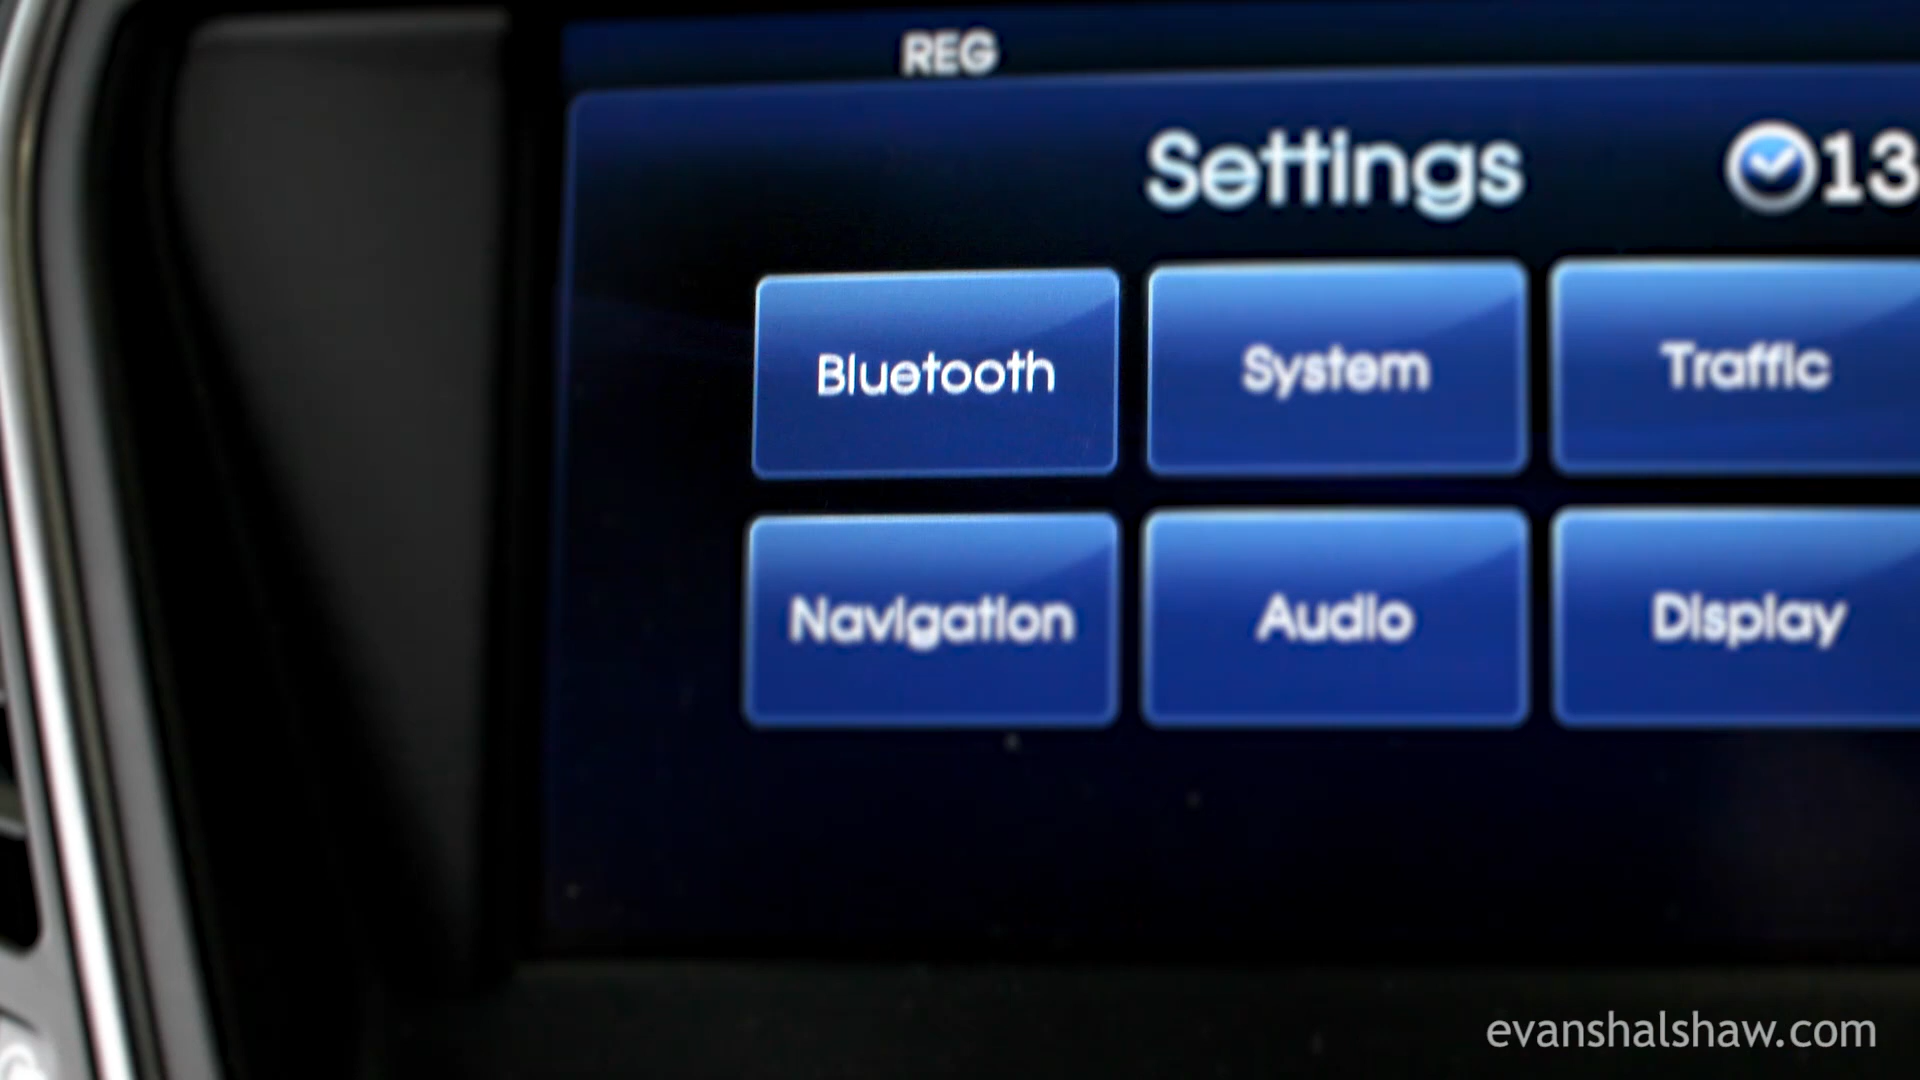 REG
Settings
13
Bluetooth
System
Traffic
Navigation
Audio
Display
evanshalshaw.com